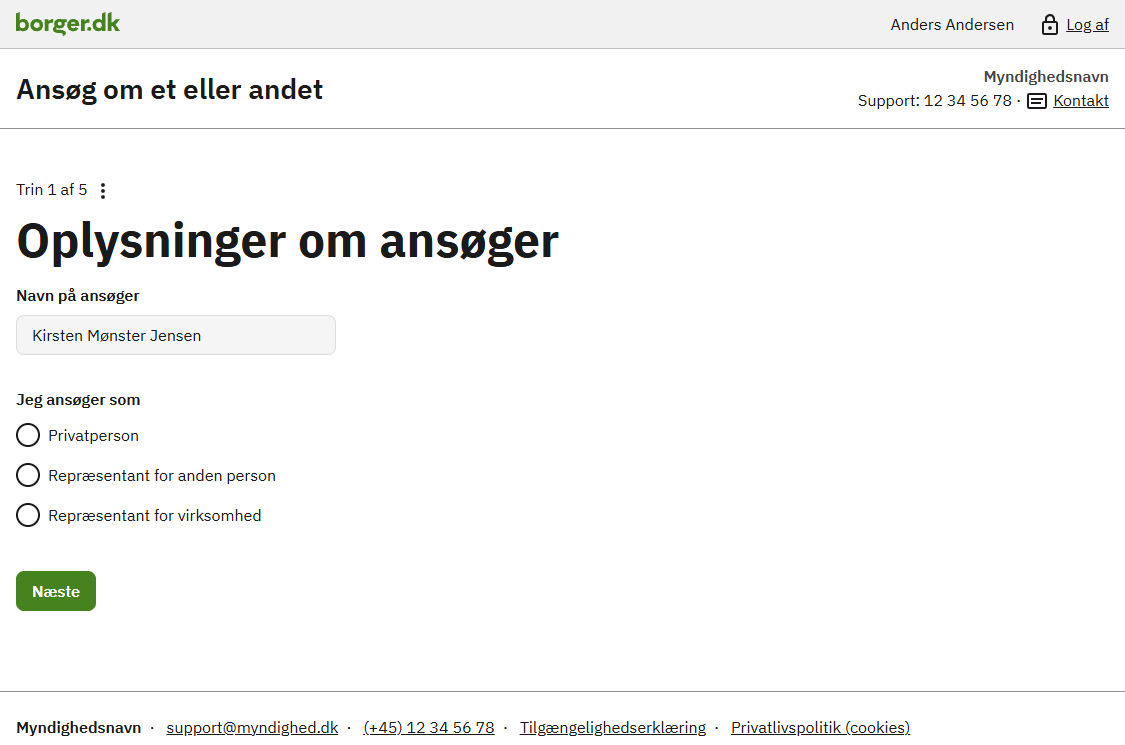 borger.dk Anders Andersen Log af
Ansøg om et eller andet
Myndighedsnavn
Support: 12 34 56 78 · Kontakt
Trin 1 af 5
Oplysninger om ansøger
Navn på ansøger
Kirsten Mønster Jensen
Jeg ansøger som
Privatperson
Repræsentant for anden person
Repræsentant for virksomhed
Næste
Myndighedsnavn · support@myndighed.dk · (+45) 12 34 56 78 · Tilgængelighedserklæring · Privatlivspolitik (cookies)